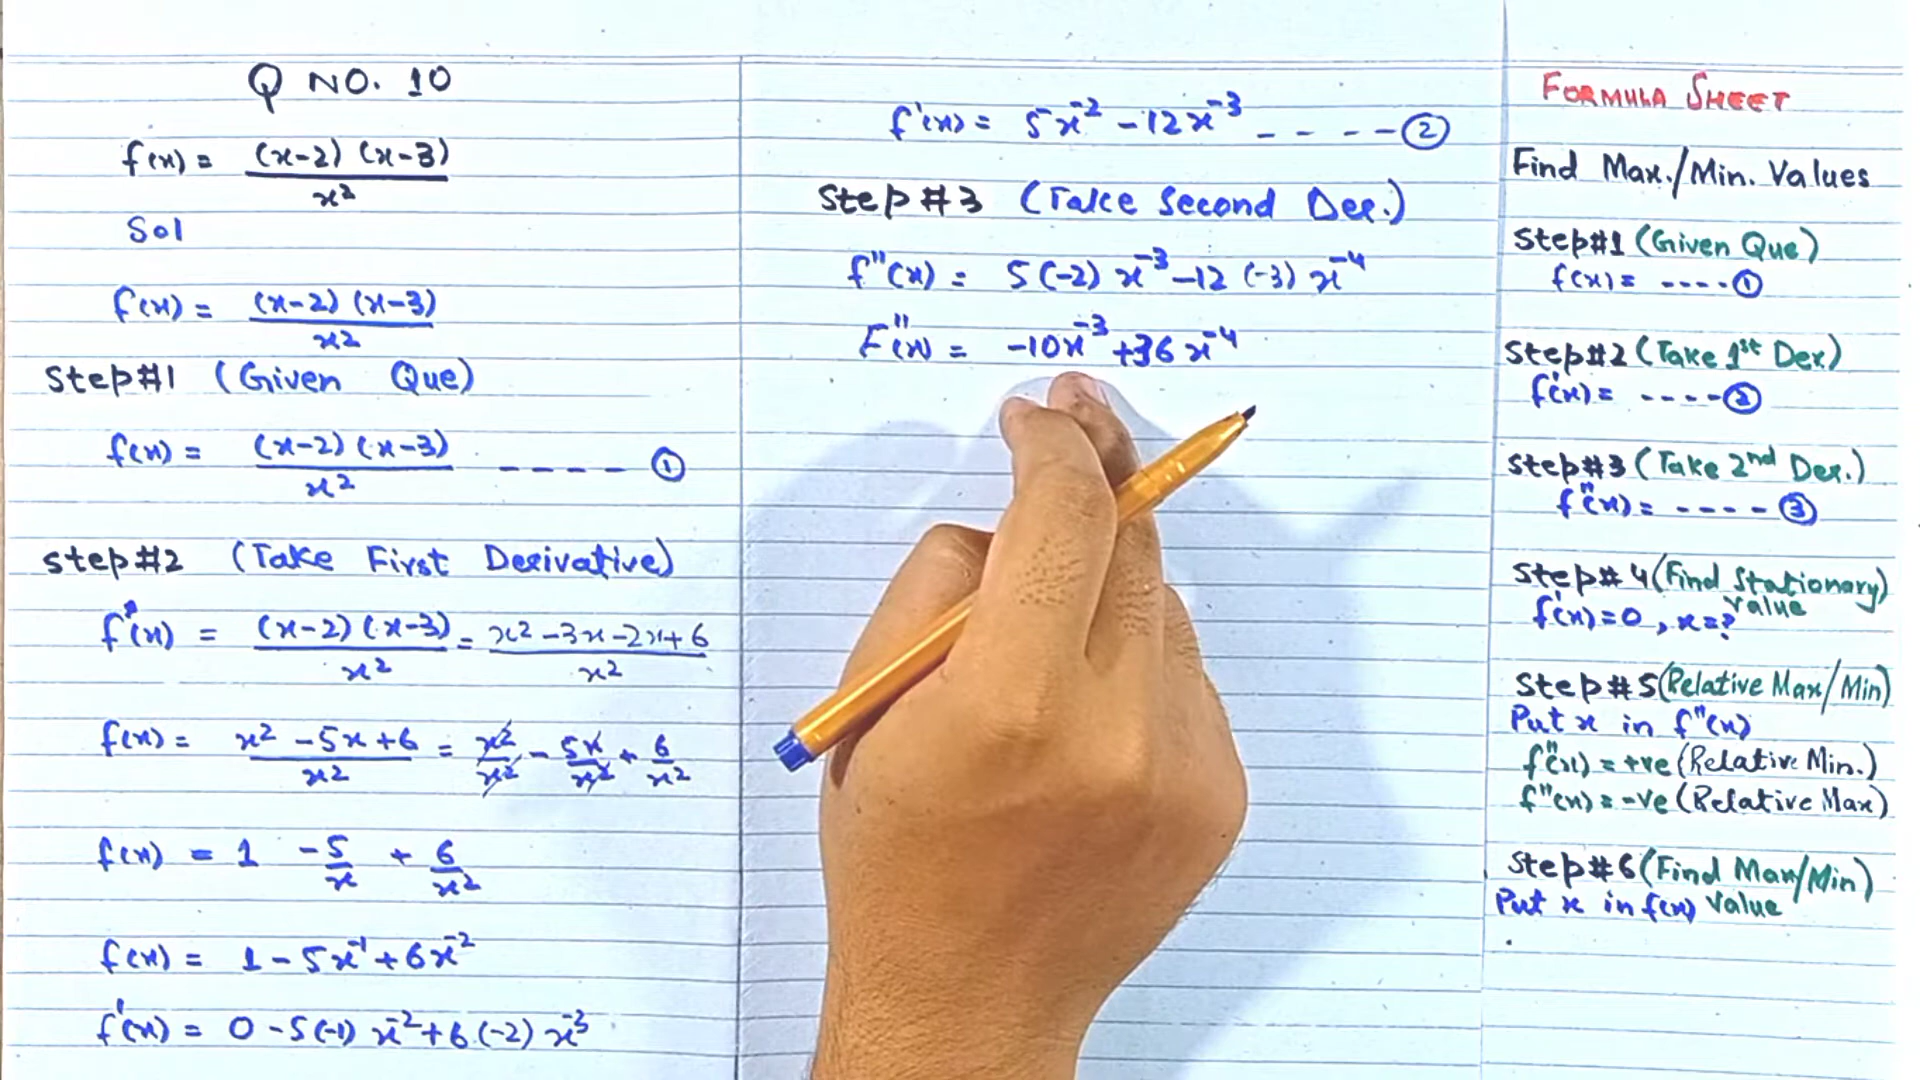 Q NO. 10
f(x) = (x-2) (x-3) / x²
Sol
f(x) = (x-2) (x-3) / x²
Step#1 (Given Que)
f(x) = (x-2) (x-3) / x² ---- ①
Step#2 (Take First Derivative)
f'(x) = (x-2) (x-3) / x² = x² -3x -2x + 6 / x²
f(x) = x² - 5x + 6 / x² = x²/x² - 5x/x² + 6/x²
f(x) = 1 - 5/x + 6/x²
f(x) = 1 - 5x⁻¹ + 6x⁻²
f'(x) = 0 - 5(-1) x⁻² + 6 (-2) x⁻³
f'(x) = 5x⁻² - 12x⁻³ ---- ②
Step#3 (Take Second Der.)
f"(x) = 5 (-2) x⁻³ - 12 (-3) x⁻⁴
F"(x) = -10x⁻³ + 36x⁻⁴
FORMULA SHEET
Find Max./Min. Values
Step#1 (Given Que)
f(x) = ---- ①
Step#2 (Take 1st Der.)
f'(x) = ---- ②
Step#3 (Take 2nd Der.)
f"(x) = ---- ③
Step#4 (Find Stationary)
Value
f'(x) = 0, x = ?
Step#5 (Relative Max/Min)
Put x in f"(x)
f"(x) = +ve (Relative Min.)
f"(x) = -ve (Relative Max)
Step#6 (Find Max/Min)
Put x in f(x) Value